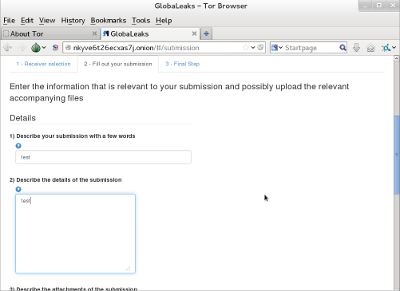 GlobaLeaks - Tor Browser
File Edit View History Bookmarks Tools Help
About Tor
GlobaLeaks
nkyve6t26ecxas7j.onion/#/submission
Startpage
1 - Receiver selection
2 - Fill out your submission
3 - Final Step
Enter the information that is relevant to your submission and possibly upload the relevant
accompanying files
Details
1) Describe your submission with a few words
test
2) Describe the details of the submission
test
3) Describe the attachments of the submission